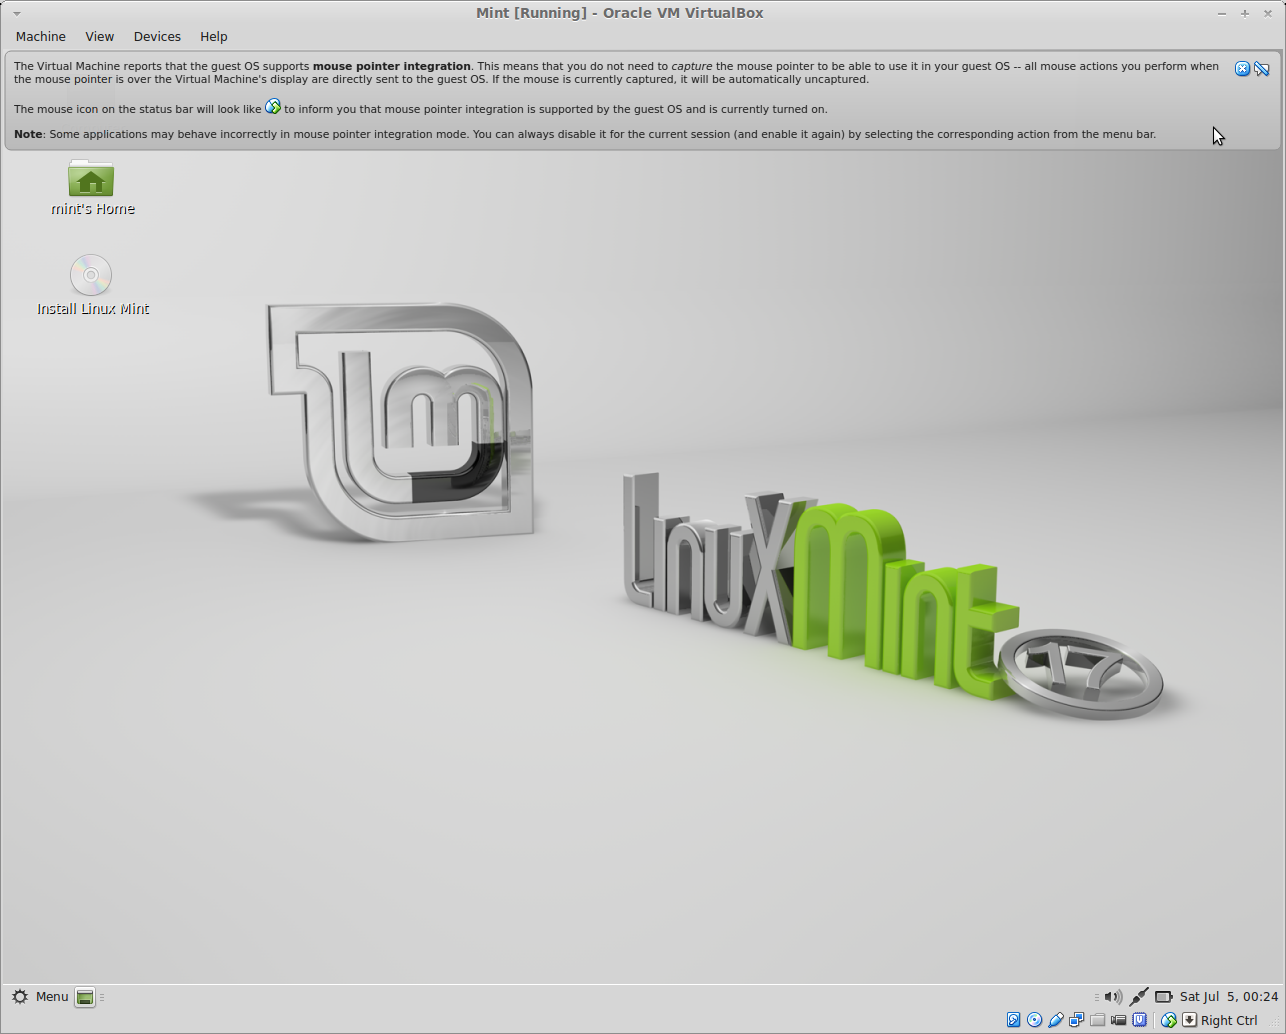 Mint [Running] - Oracle VM VirtualBox
Machine View Devices Help
The Virtual Machine reports that the guest OS supports mouse pointer integration. This means that you do not need to capture the mouse pointer to be able to use it in your guest OS -- all mouse actions you perform when
the mouse pointer is over the Virtual Machine's display are directly sent to the guest OS. If the mouse is currently captured, it will be automatically uncaptured.
The mouse icon on the status bar will look like to inform you that mouse pointer integration is supported by the guest OS and is currently turned on.
Note: Some applications may behave incorrectly in mouse pointer integration mode. You can always disable it for the current session (and enable it again) by selecting the corresponding action from the menu bar.
mint's Home
Install Linux Mint
lm
LinuxMint 17
Menu
Sat Jul 5, 00:24
Right Ctrl